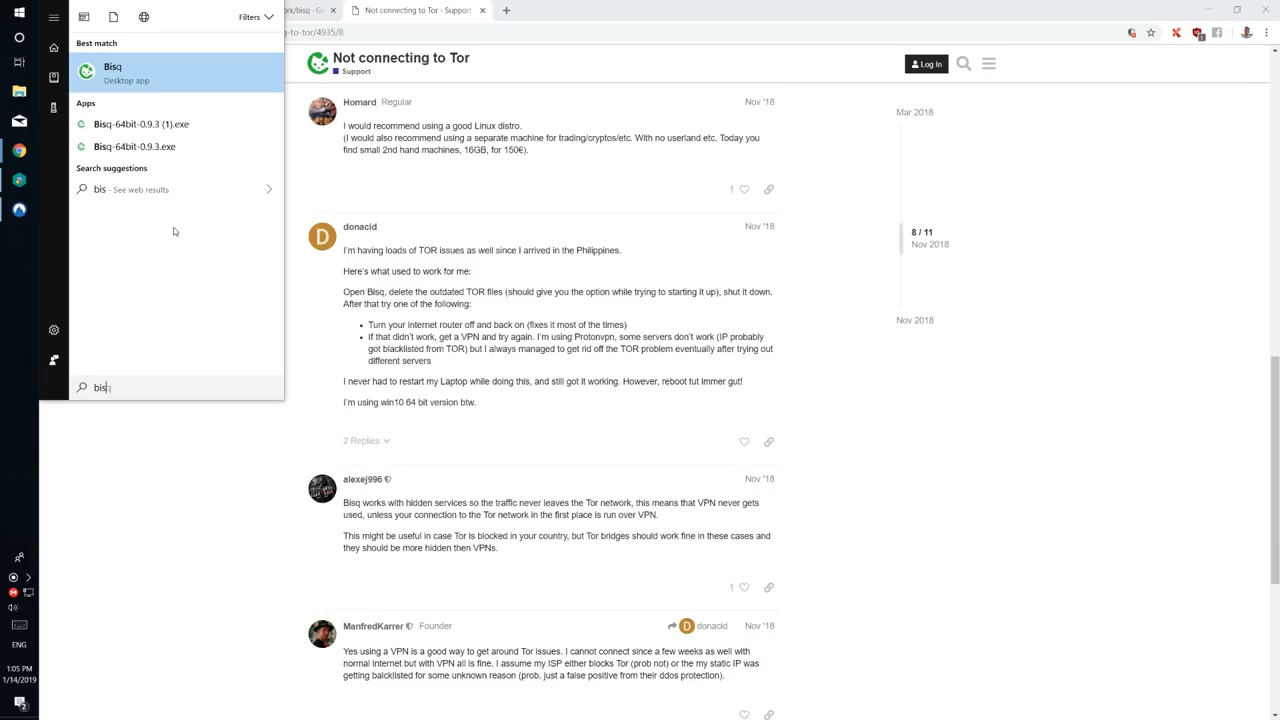 Filters
Best match
Bisq
Desktop app
Apps
Bisq-64bit-0.9.3 (1).exe
Bisq-64bit-0.9.3.exe
Search suggestions
bis - See web results
bisq
ENG
1:05 PM
1/14/2019
2
ork/bisq - Gi
Not connecting to Tor - Support
g-to-tor/4935/8
Not connecting to Tor
Support
Log In
Homard Regular
Nov '18
I would recommend using a good Linux distro.
(I would also recommend using a separate machine for trading/cryptos/etc. With no userland etc. Today you
find small 2nd hand machines, 16GB, for 150€).
1
D
donacid
Nov '18
I'm having loads of TOR issues as well since I arrived in the Philippines.
Here's what used to work for me:
Open Bisq, delete the outdated TOR files (should give you the option while trying to starting it up), shut it down.
After that try one of the following:
• Turn your internet router off and back on (fixes it most of the times)
• If that didn't work, get a VPN and try again. I'm using Protonvpn, some servers don't work (IP probably
got blacklisted from TOR) but I always managed to get rid off the TOR problem eventually after trying out
different servers
I never had to restart my Laptop while doing this, and still got it working. However, reboot tut immer gut!
I'm using win10 64 bit version btw.
2 Replies
alexej996
Nov '18
Bisq works with hidden services so the traffic never leaves the Tor network, this means that VPN never gets
used, unless your connection to the Tor network in the first place is run over VPN.
This might be useful in case Tor is blocked in your country, but Tor bridges should work fine in these cases and
they should be more hidden then VPNs.
1
ManfredKarrer Founder
D donacid
Nov '18
Yes using a VPN is a good way to get around Tor issues. I cannot connect since a few weeks as well with
normal internet but with VPN all is fine. I assume my ISP either blocks Tor (prob not) or the my static IP was
getting balcklisted for some unknown reason (prob. just a false positive from their ddos protection).
Mar 2018
8 / 11
Nov 2018
Nov 2018